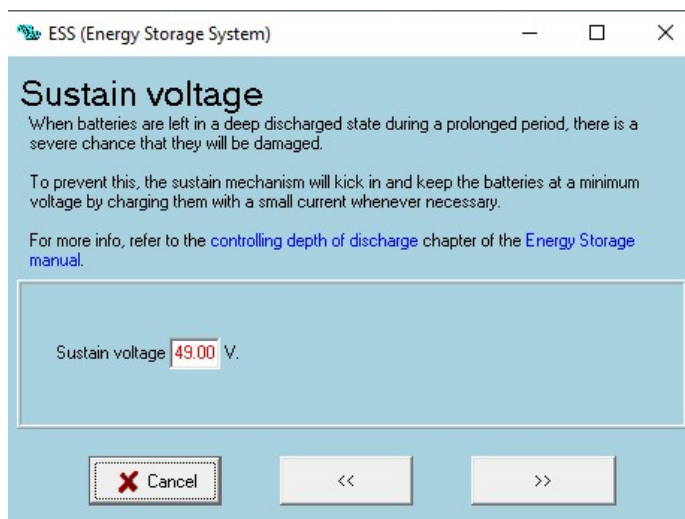 ESS (Energy Storage System)
Sustain voltage
When batteries are left in a deep discharged state during a prolonged period, there is a
severe chance that they will be damaged.
To prevent this, the sustain mechanism will kick in and keep the batteries at a minimum
voltage by charging them with a small current whenever necessary.
For more info, refer to the controlling depth of discharge chapter of the Energy Storage
manual.
Sustain voltage 49.00 V.
Cancel << >>